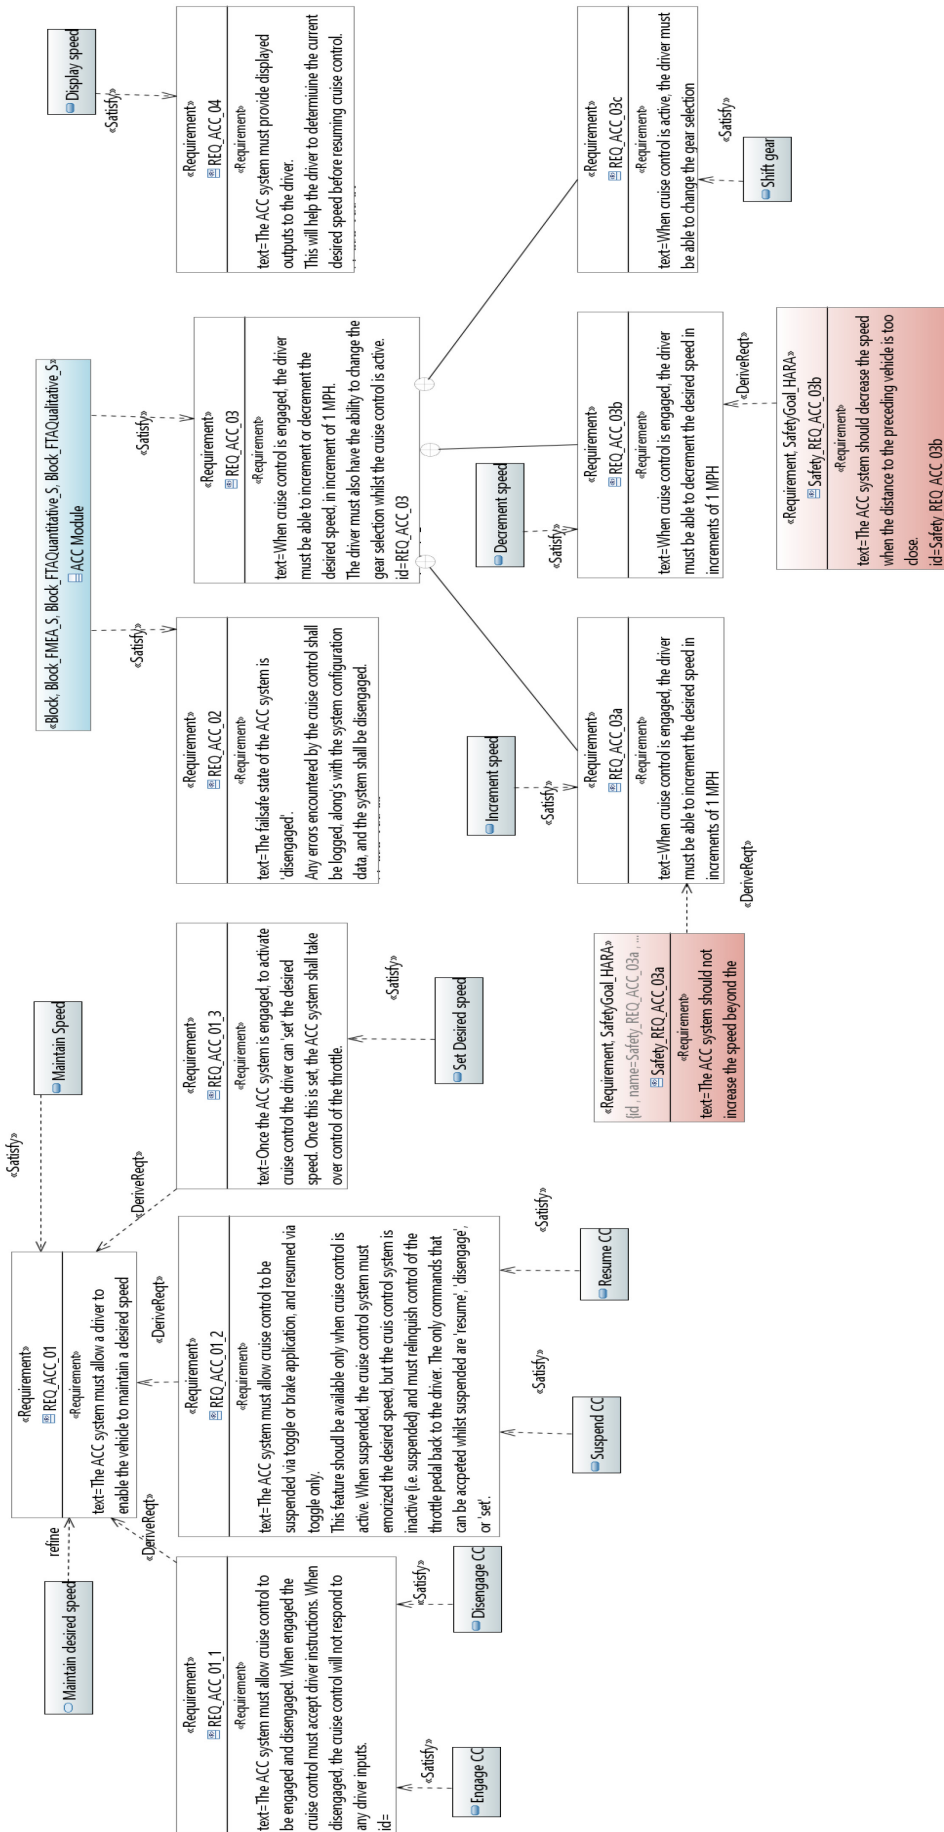 Maintain desired speed
refine
«Requirement»
REQ_ACC_01
«Requirement»
text=The ACC system must allow a driver to
enable the vehicle to maintain a desired speed
«Satisfy»
Maintain Speed
«DeriveReqt»
«DeriveReqt»
«DeriveReqt»
«Requirement»
REQ_ACC_01_1
«Requirement»
text=The ACC system must allow cruise control to
be engaged and disengaged. When engaged the
cruise control must accept driver instructions. When
disengaged, the cruise control will not respond to
any driver inputs.
id=
«Satisfy»
«Satisfy»
Engage CC
Disengage CC
«Requirement»
REQ_ACC_01_2
«Requirement»
text=The ACC system must allow cruise control to be
suspended via toggle or brake application, and resumed via
toggle only.
This feature shoudl be available only when cruise control is
active. When suspended, the cruise control system must
emorized the desired speed, but the cruis control system is
inactive (i.e. suspended) and must relinquish control of the
throttle pedal back to the driver. The only commands that
can be accpeted whilst suspended are 'resume', 'disengage',
or 'set'.
«Satisfy»
«Satisfy»
Suspend CC
Resume CC
«Requirement»
REQ_ACC_01_3
«Requirement»
text=Once the ACC system is engaged, to activate
cruise control the driver can 'set' the desired
speed. Once this is set, the ACC system shall take
over control of the throttle.
«Satisfy»
Set Desired speed
«Block, Block_FMEA_S, Block_FTAQuantitative_S, Block_FTAQualitative_S»
ACC Module
«Satisfy»
«Satisfy»
«Requirement»
REQ_ACC_02
«Requirement»
text=The failsafe state of the ACC system is
'disengaged'.
Any errors encountered by the cruise control shall
be logged, along's with the system configuration
data, and the system shall be disengaged.
«Requirement»
REQ_ACC_03
«Requirement»
text=When cruise control is engaged, the driver
must be able to increment or decrement the
desired speed, in increment of 1 MPH.
The driver must also have the ability to change the
gear selection whilst the cruise control is active.
id=REQ_ACC_03
Display speed
«Satisfy»
«Requirement»
REQ_ACC_04
«Requirement»
text=The ACC system must provide displayed
outputs to the driver.
This will help the driver to determiuine the current
desired speed before resuming cruise control.
Increment speed
«Satisfy»
«Requirement»
REQ_ACC_03a
«Requirement»
text=When cruise control is engaged, the driver
must be able to increment the desired speed in
increments of 1 MPH
«DeriveReqt»
«Requirement, SafetyGoal_HARA»
{id , name=Safety_REQ_ACC_03a , ...
Safety_REQ_ACC_03a
«Requirement»
text=The ACC system should not
increase the speed beyond the
Decrement speed
«Satisfy»
«Requirement»
REQ_ACC_03b
«Requirement»
text=When cruise control is engaged, the driver
must be able to decrement the desired speed in
increments of 1 MPH
«DeriveReqt»
«Requirement, SafetyGoal_HARA»
Safety_REQ_ACC_03b
«Requirement»
text=The ACC system should decrease the speed
when the distance to the preceding vehicle is too
close.
id=Safety_REQ_ACC_03b
«Requirement»
REQ_ACC_03c
«Requirement»
text=When cruise control is active, the driver must
be able to change the gear selection
«Satisfy»
Shift gear